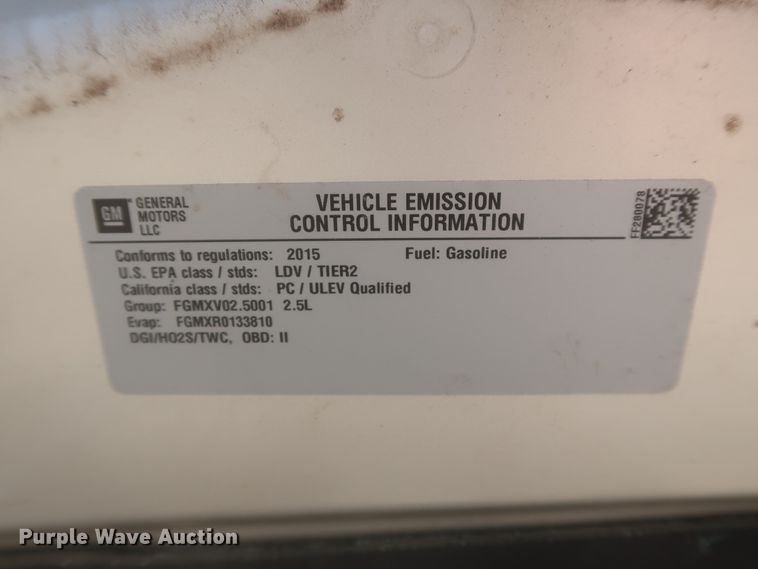 GM
GENERAL
MOTORS
LLC
VEHICLE EMISSION
CONTROL INFORMATION
FF280078
Conforms to regulations: 2015 Fuel: Gasoline
U.S. EPA class / stds: LDV / TIER2
California class / stds: PC / ULEV Qualified
Group: FGMXV02.5001 2.5L
Evap: FGMXR0133810
DGI/HO2S/TWC, OBD: II
Purple Wave Auction